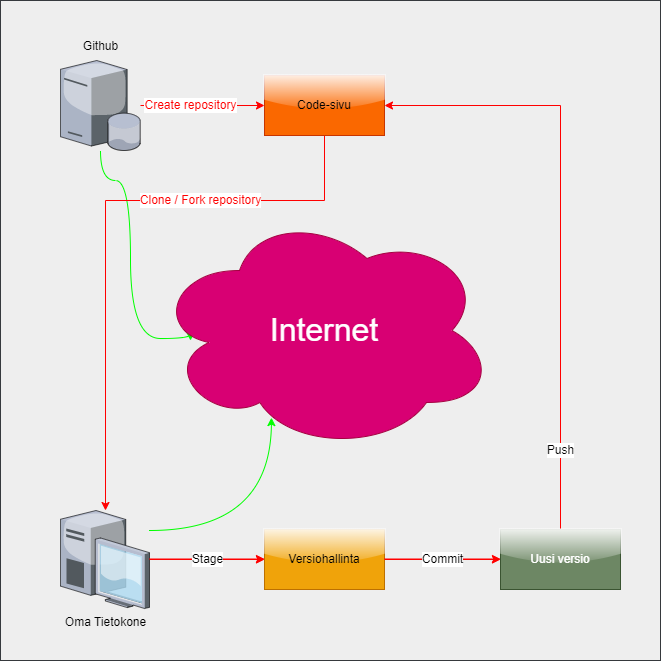 Github
Create repository
Code-sivu
Clone / Fork repository
Internet
Push
Stage
Versiohallinta
Commit
Uusi versio
Oma Tietokone